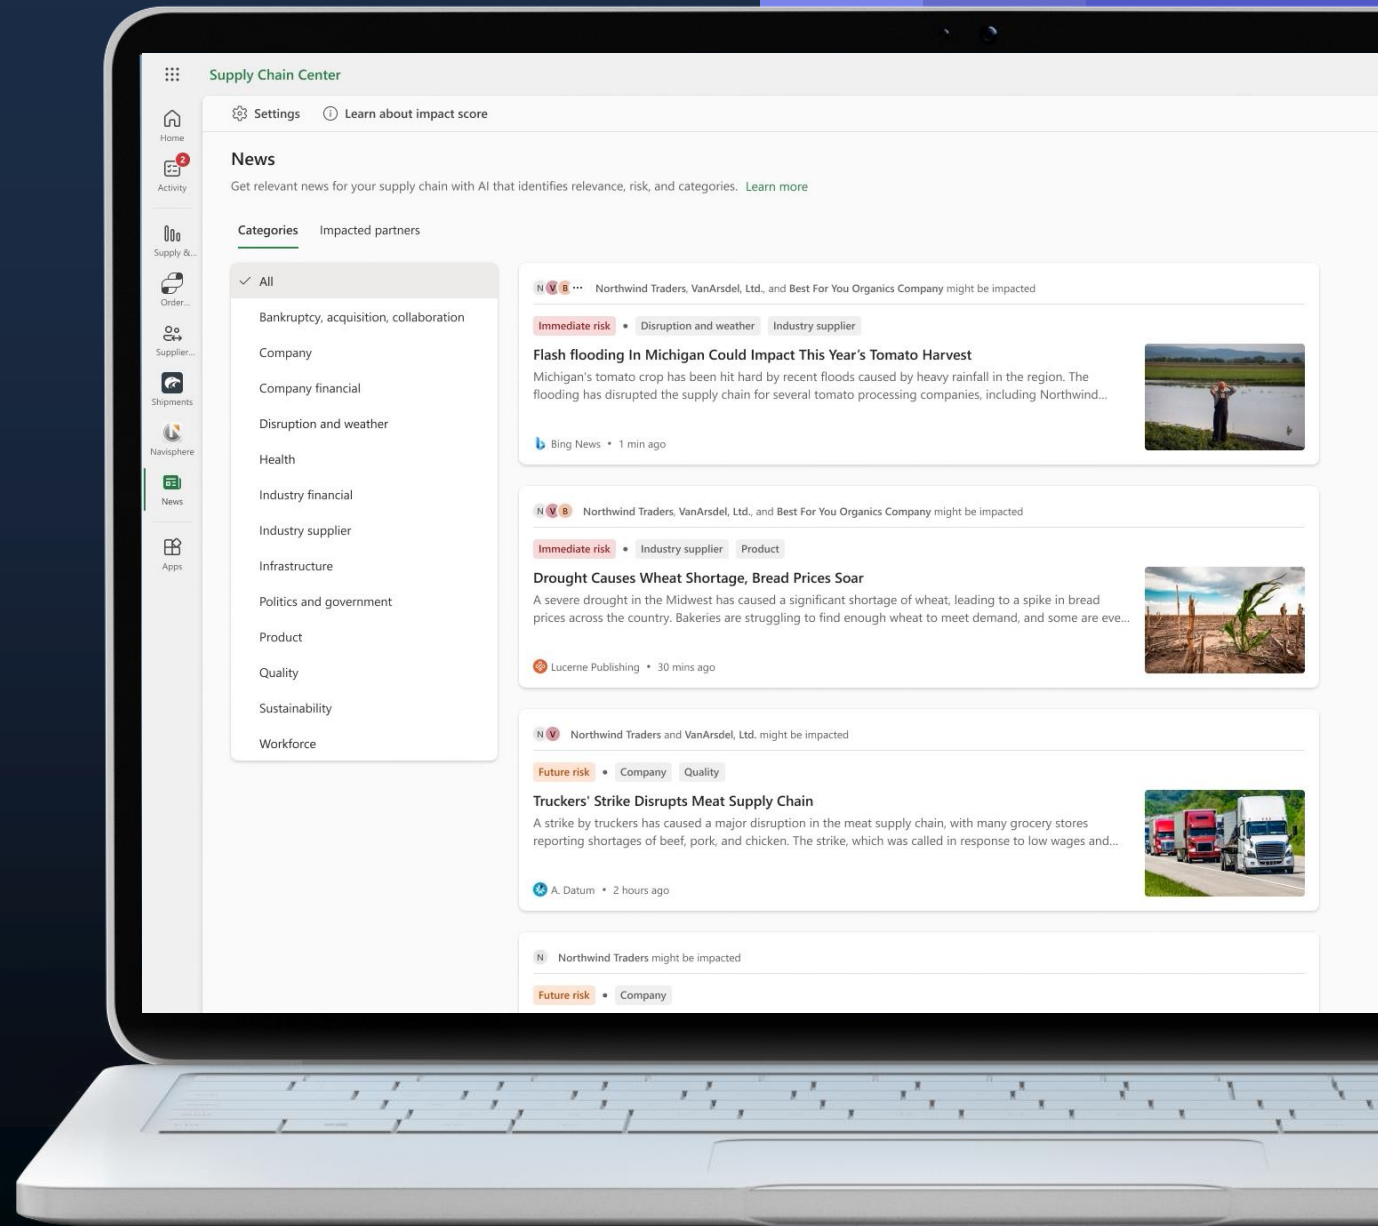 Supply Chain Center
Settings
Learn about impact score
Home
2
Activity
Supply &...
Order...
Supplier...
Shipments
Navisphere
News
Apps
News
Get relevant news for your supply chain with AI that identifies relevance, risk, and categories. Learn more
Categories
Impacted partners
All
Bankruptcy, acquisition, collaboration
Company
Company financial
Disruption and weather
Health
Industry financial
Industry supplier
Infrastructure
Politics and government
Product
Quality
Sustainability
Workforce
N V B ... Northwind Traders, VanArsdel, Ltd., and Best For You Organics Company might be impacted
Immediate risk • Disruption and weather Industry supplier
Flash flooding In Michigan Could Impact This Year's Tomato Harvest
Michigan's tomato crop has been hit hard by recent floods caused by heavy rainfall in the region. The
flooding has disrupted the supply chain for several tomato processing companies, including Northwind...
Bing News • 1 min ago
N V B Northwind Traders, VanArsdel, Ltd., and Best For You Organics Company might be impacted
Immediate risk • Industry supplier Product
Drought Causes Wheat Shortage, Bread Prices Soar
A severe drought in the Midwest has caused a significant shortage of wheat, leading to a spike in bread
prices across the country. Bakeries are struggling to find enough wheat to meet demand, and some are eve...
Lucerne Publishing • 30 mins ago
N V Northwind Traders and VanArsdel, Ltd. might be impacted
Future risk • Company Quality
Truckers' Strike Disrupts Meat Supply Chain
A strike by truckers has caused a major disruption in the meat supply chain, with many grocery stores
reporting shortages of beef, pork, and chicken. The strike, which was called in response to low wages and...
A. Datum • 2 hours ago
N Northwind Traders might be impacted
Future risk • Company